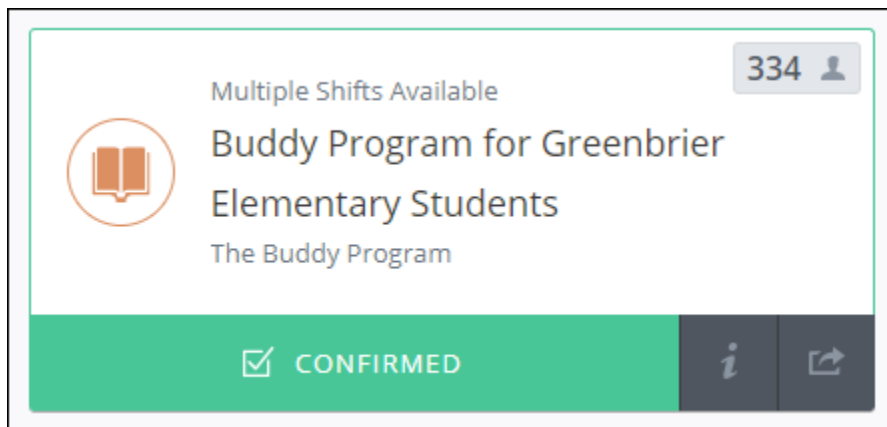 334
Multiple Shifts Available
Buddy Program for Greenbrier
Elementary Students
The Buddy Program
CONFIRMED